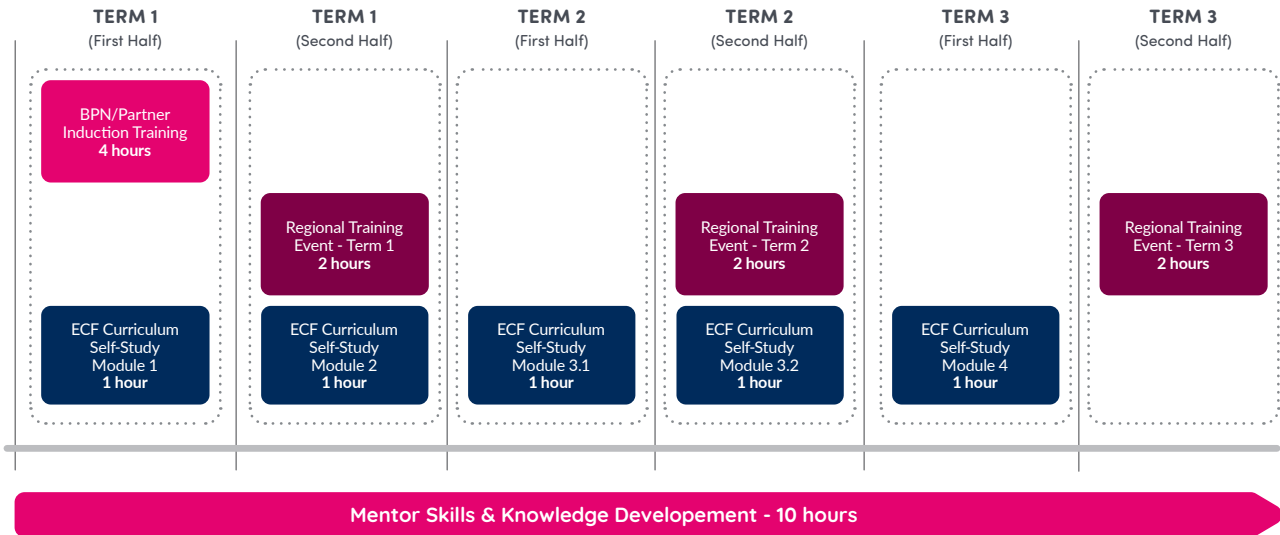 TERM 1
(First Half)
TERM 1
(Second Half)
TERM 2
(First Half)
TERM 2
(Second Half)
TERM 3
(First Half)
TERM 3
(Second Half)
BPN/Partner
Induction Training
4 hours
Regional Training
Event - Term 1
2 hours
Regional Training
Event - Term 2
2 hours
Regional Training
Event - Term 3
2 hours
ECF Curriculum
Self-Study
Module 1
1 hour
ECF Curriculum
Self-Study
Module 2
1 hour
ECF Curriculum
Self-Study
Module 3.1
1 hour
ECF Curriculum
Self-Study
Module 3.2
1 hour
ECF Curriculum
Self-Study
Module 4
1 hour
Mentor Skills & Knowledge Developement - 10 hours